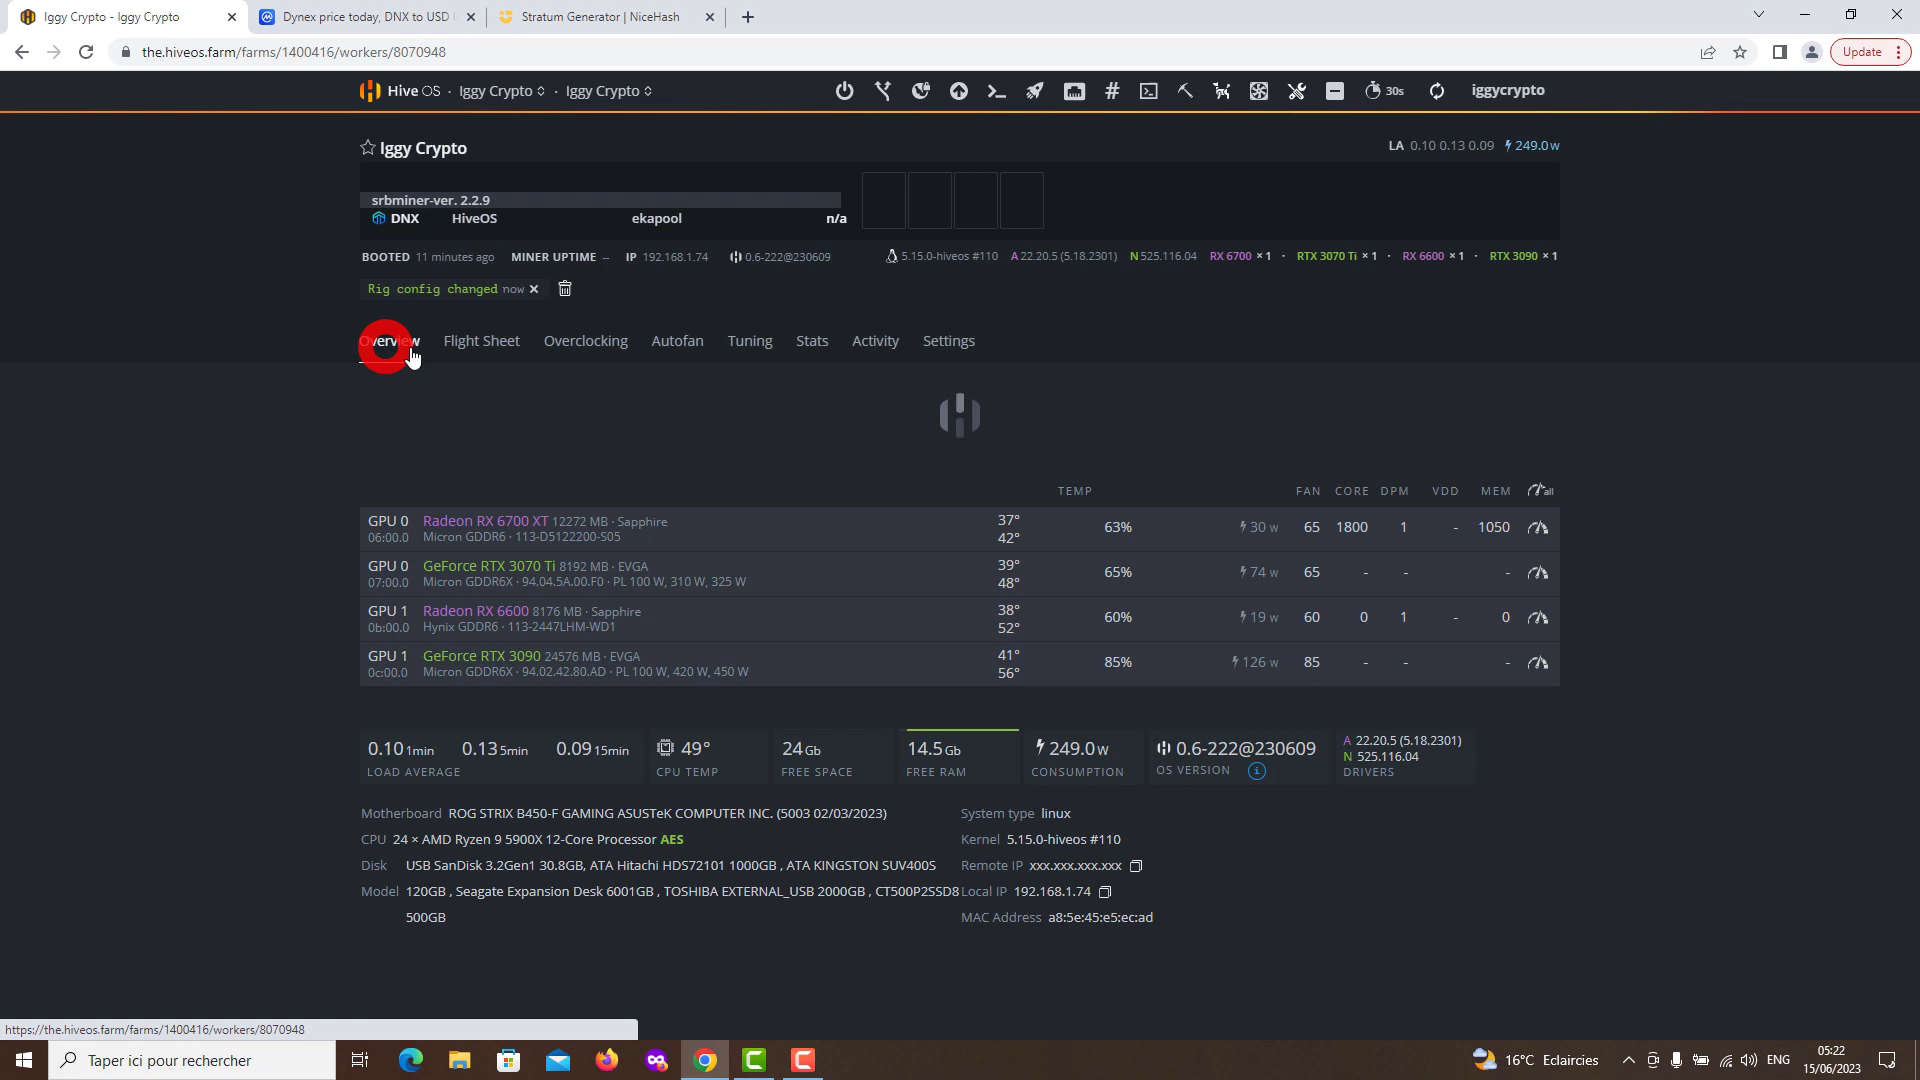 Iggy Crypto - Iggy Crypto
Dynex price today, DNX to USD l
Stratum Generator | NiceHash
the.hiveos.farm/farms/1400416/workers/8070948
Update
Hive OS · Iggy Crypto · Iggy Crypto
30s
iggycrypto
Iggy Crypto
LA 0.10 0.13 0.09 249.0 w
srbminer-ver. 2.2.9
DNX HiveOS ekapool n/a
BOOTED 11 minutes ago MINER UPTIME -- IP 192.168.1.74 0.6-222@230609 5.15.0-hiveos #110 A 22.20.5 (5.18.2301) N 525.116.04 RX 6700 × 1 · RTX 3070 Ti × 1 · RX 6600 × 1 · RTX 3090 × 1
Rig config changed now
Overview Flight Sheet Overclocking Autofan Tuning Stats Activity Settings
TEMP FAN CORE DPM VDD MEM all
GPU 0 Radeon RX 6700 XT 12272 MB · Sapphire 37° 63% 30 w 65 1800 1 - 1050
06:00.0 Micron GDDR6 · 113-D5122200-S05 42°
GPU 0 GeForce RTX 3070 Ti 8192 MB · EVGA 39° 65% 74 w 65 - - -
07:00.0 Micron GDDR6X · 94.04.5A.00.F0 · PL 100 W, 310 W, 325 W 48°
GPU 1 Radeon RX 6600 8176 MB · Sapphire 38° 60% 19 w 60 0 1 - 0
0b:00.0 Hynix GDDR6 · 113-2447LHM-WD1 52°
GPU 1 GeForce RTX 3090 24576 MB · EVGA 41° 85% 126 w 85 - - -
0c:00.0 Micron GDDR6X · 94.02.42.80.AD · PL 100 W, 420 W, 450 W 56°
0.10 1min 0.13 5min 0.09 15min
LOAD AVERAGE
49°
CPU TEMP
24 Gb
FREE SPACE
14.5 Gb
FREE RAM
249.0 w
CONSUMPTION
0.6-222@230609
OS VERSION
A 22.20.5 (5.18.2301)
N 525.116.04
DRIVERS
Motherboard ROG STRIX B450-F GAMING ASUSTeK COMPUTER INC. (5003 02/03/2023)
CPU 24 × AMD Ryzen 9 5900X 12-Core Processor AES
Disk USB SanDisk 3.2Gen1 30.8GB, ATA Hitachi HDS72101 1000GB , ATA KINGSTON SUV400S
Model 120GB , Seagate Expansion Desk 6001GB , TOSHIBA EXTERNAL_USB 2000GB , CT500P2SSD8
500GB
System type linux
Kernel 5.15.0-hiveos #110
Remote IP xxx.xxx.xxx.xxx
Local IP 192.168.1.74
MAC Address a8:5e:45:e5:ec:ad
https://the.hiveos.farm/farms/1400416/workers/8070948
Taper ici pour rechercher
16°C Eclaircies
ENG
05:22
15/06/2023